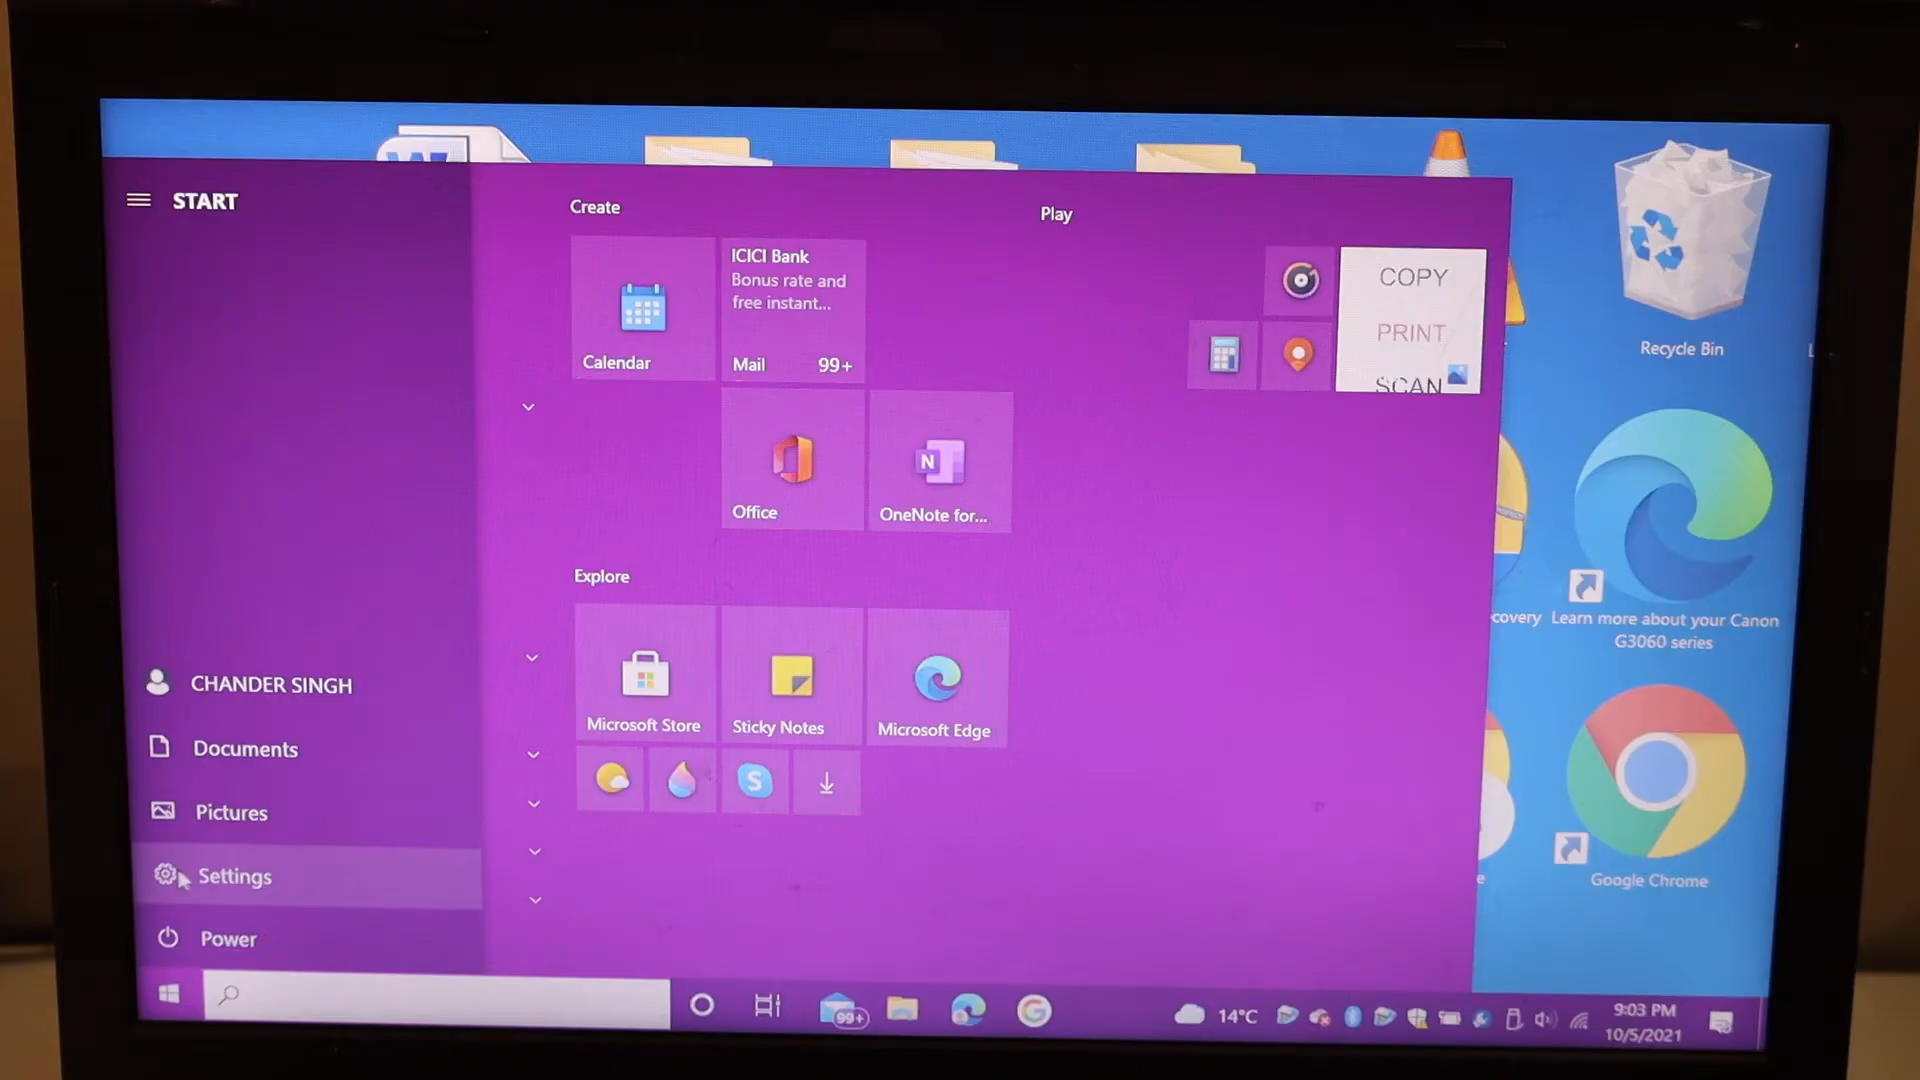 START
Create
Play
ICICI Bank
Bonus rate and
free instant...
Calendar
Mail 99+
COPY
PRINT
SCAN
Recycle Bin
N
Office
OneNote for...
Explore
covery
Learn more about your Canon
G3060 series
CHANDER SINGH
Microsoft Store
Sticky Notes
Microsoft Edge
Documents
S
Pictures
Settings
e
Google Chrome
Power
99+
G
14°C
9:03 PM
10/5/2021